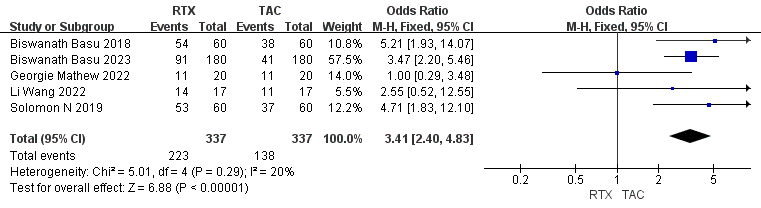 RTX TAC Odds Ratio Odds Ratio
Study or Subgroup Events Total Events Total Weight M-H, Fixed, 95% CI M-H, Fixed, 95% CI
Biswanath Basu 2018 54 60 38 60 10.8% 5.21 [1.93, 14.07]
Biswanath Basu 2023 91 180 41 180 57.5% 3.47 [2.20, 5.46]
Georgie Mathew 2022 11 20 11 20 11.2% 1.00 [0.29, 3.48]
Li Wang 2022 14 17 11 17 8.4% 2.55 [0.52, 12.55]
Solomon N 2019 53 60 37 60 12.2% 4.71 [1.83, 12.10]
Total (95% CI) 337 337 100.0% 3.41 [2.40, 4.83]
Total events 223 138
Heterogeneity: Chi² = 5.01, df = 4 (P = 0.29); I² = 20%
Test for overall effect: Z = 6.88 (P < 0.00001)
0.2 0.5 1 2 5
RTX TAC